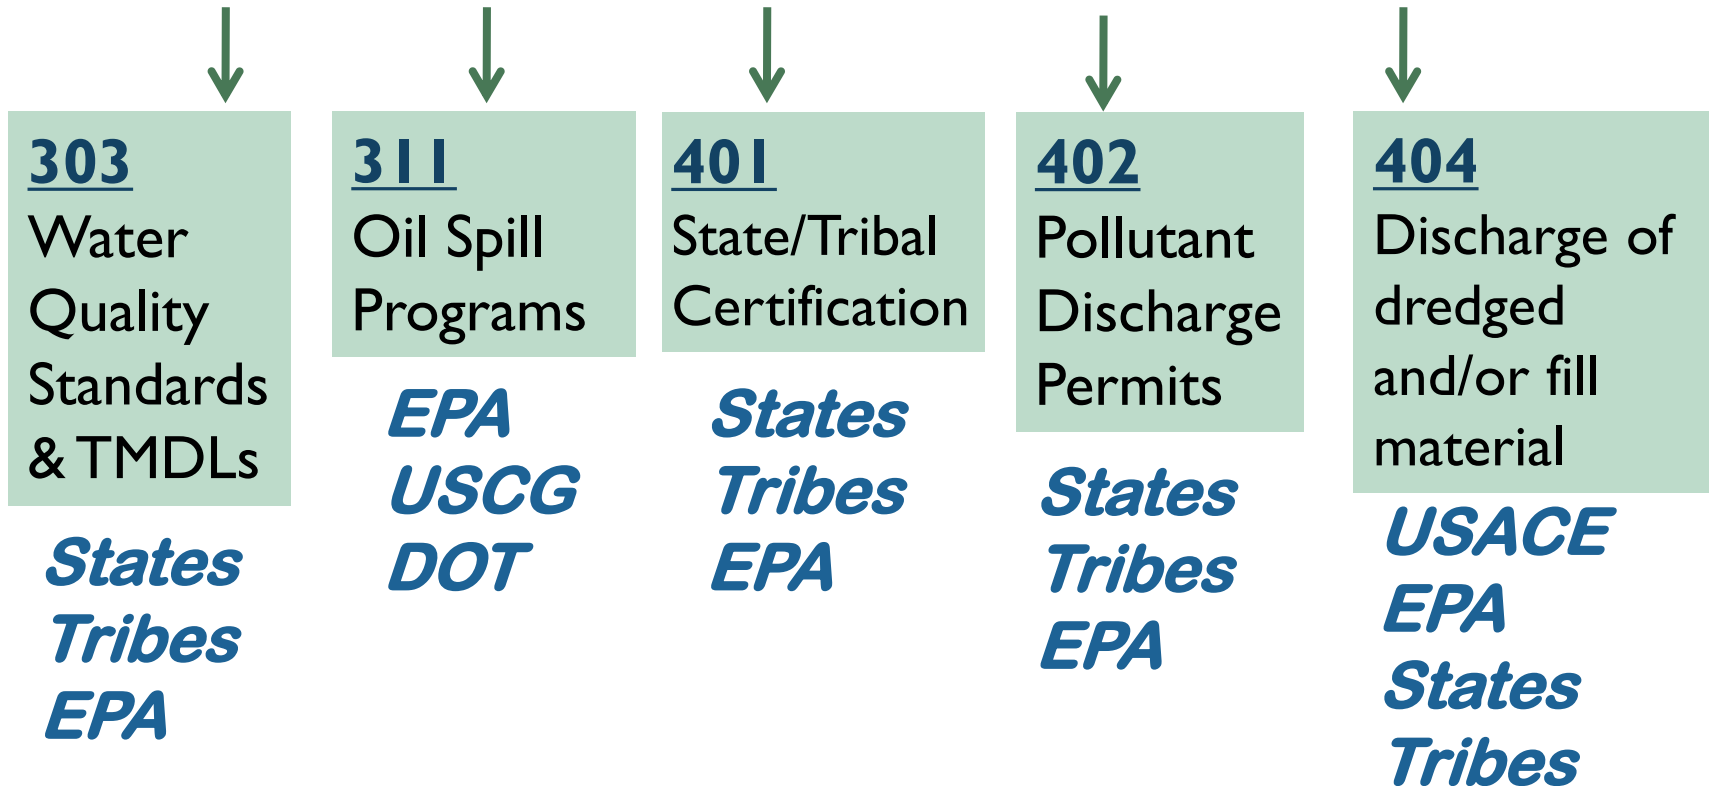 303
Water
Quality
Standards
& TMDLs
States
Tribes
EPA
311
Oil Spill
Programs
EPA
USCG
DOT
401
State/Tribal
Certification
States
Tribes
EPA
402
Pollutant
Discharge
Permits
States
Tribes
EPA
404
Discharge of
dredged
and/or fill
material
USACE
EPA
States
Tribes